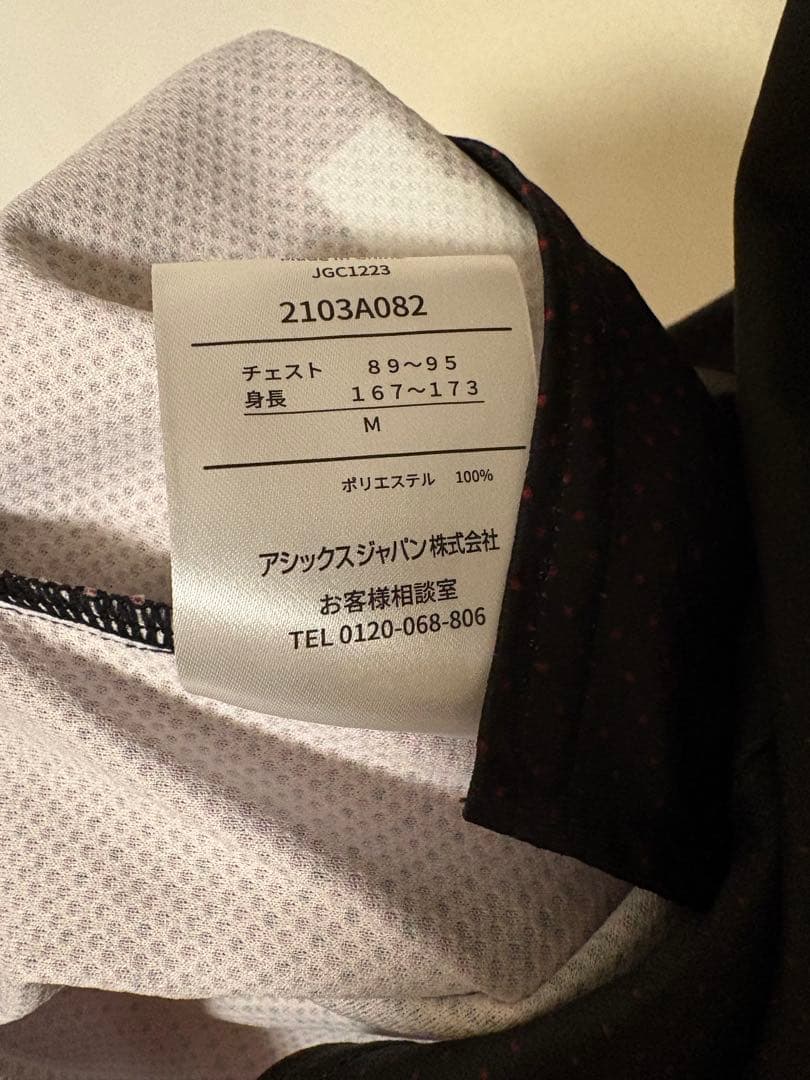 JGC1223
2103A082
チェスト 89～95
身長 167～173
M
ポリエステル 100%
アシックスジャパン株式会社
お客様相談室
TEL 0120-068-806